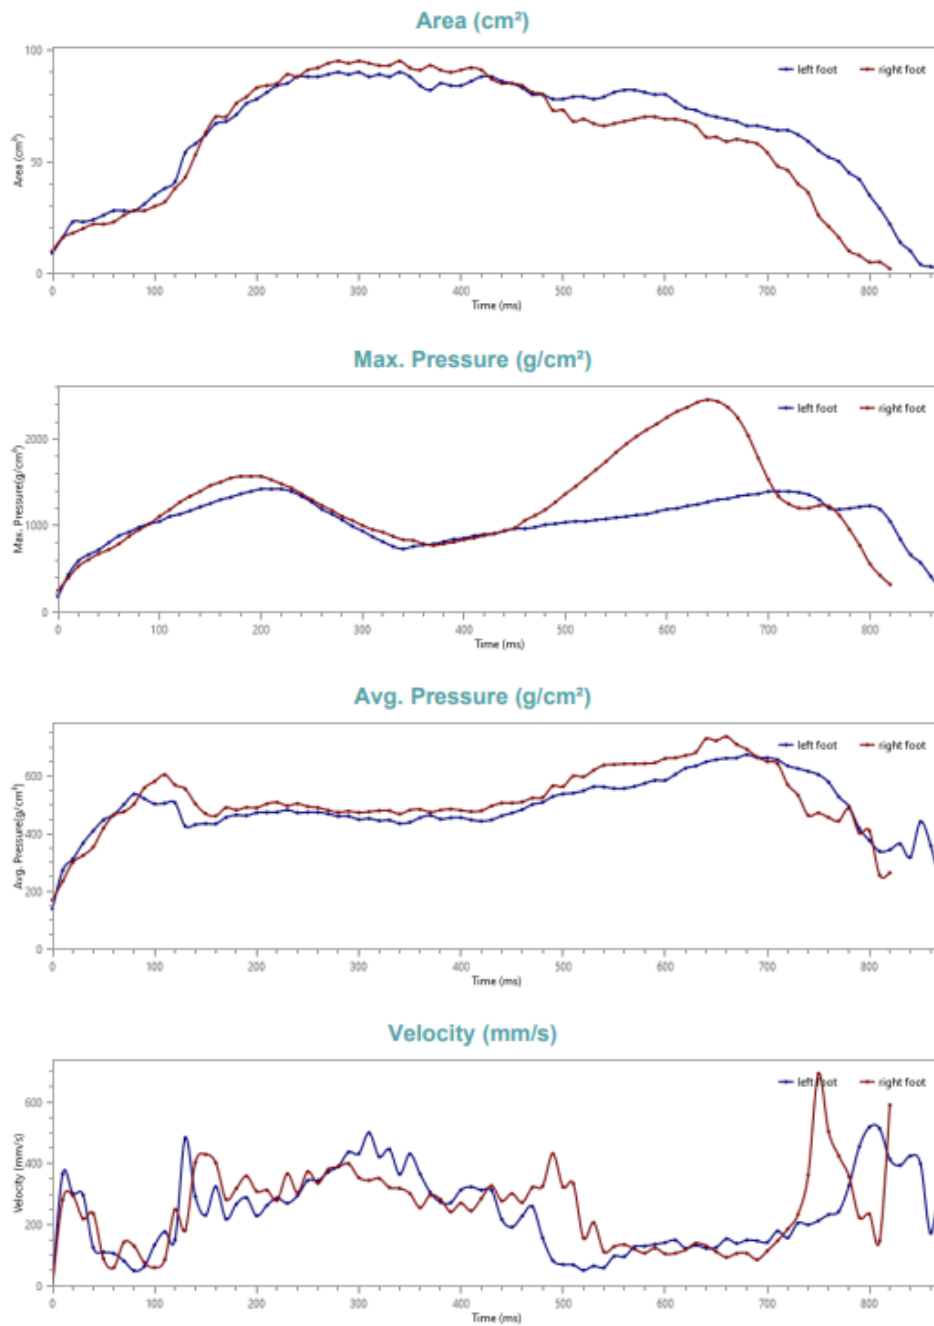 Area (cm²)
left foot right foot
100
50
0
Area (cm²)
0 100 200 300 400 500 600 700 800
Time (ms)
Max. Pressure (g/cm²)
left foot right foot
2000
1000
0
Max. Pressure(g/cm²)
0 100 200 300 400 500 600 700 800
Time (ms)
Avg. Pressure (g/cm²)
left foot right foot
600
400
200
0
Avg. Pressure(g/cm²)
0 100 200 300 400 500 600 700 800
Time (ms)
Velocity (mm/s)
left foot right foot
600
400
200
0
Velocity (mm/s)
0 100 200 300 400 500 600 700 800
Time (ms)